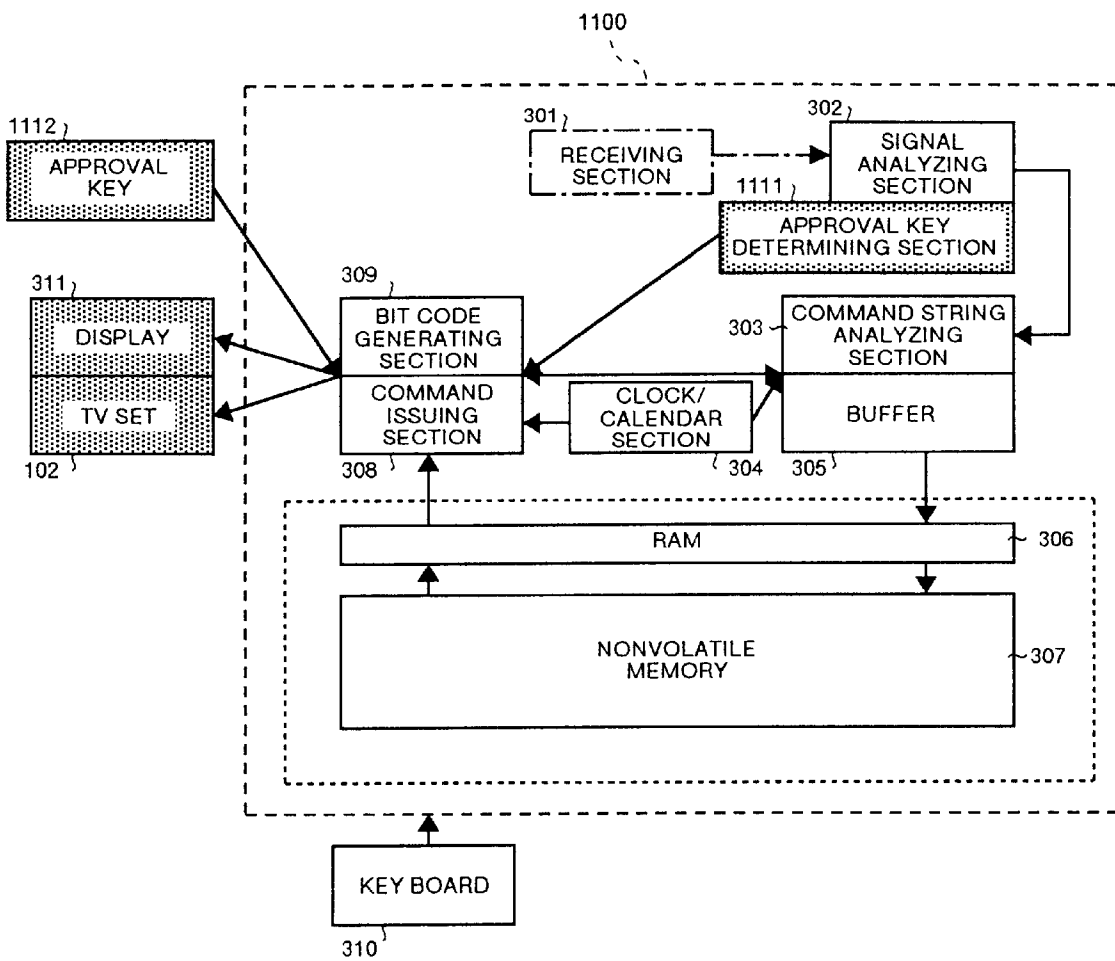 1100
1112
APPROVAL
KEY
301
RECEIVING
SECTION
302
SIGNAL
ANALYZING
SECTION
1111
APPROVAL KEY
DETERMINING SECTION
311
DISPLAY
TV SET
102
309
BIT CODE
GENERATING
SECTION
COMMAND
ISSUING
SECTION
308
CLOCK/
CALENDAR
SECTION
304
303
COMMAND STRING
ANALYZING
SECTION
BUFFER
305
RAM
306
NONVOLATILE
MEMORY
307
KEY BOARD
310